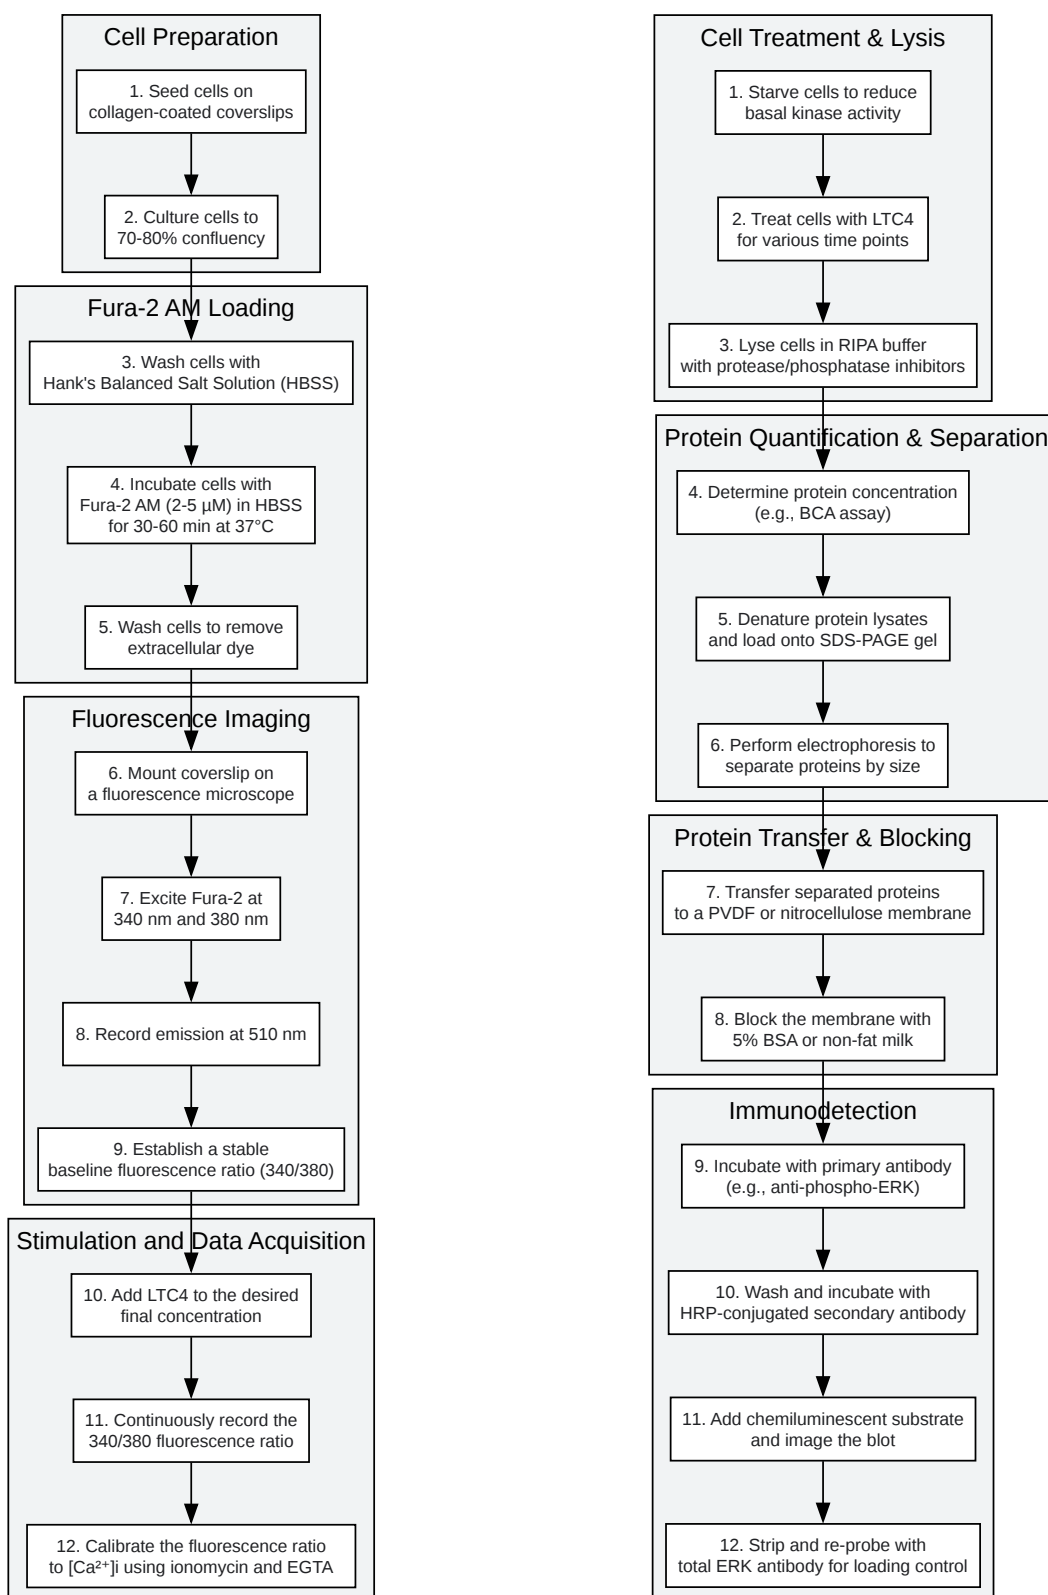 Cell Preparation
1. Seed cells on
collagen-coated coverslips
2. Culture cells to
70-80% confluency
Fura-2 AM Loading
3. Wash cells with
Hank's Balanced Salt Solution (HBSS)
4. Incubate cells with
Fura-2 AM (2-5 µM) in HBSS
for 30-60 min at 37°C
5. Wash cells to remove
extracellular dye
Fluorescence Imaging
6. Mount coverslip on
a fluorescence microscope
7. Excite Fura-2 at
340 nm and 380 nm
8. Record emission at 510 nm
9. Establish a stable
baseline fluorescence ratio (340/380)
Stimulation and Data Acquisition
10. Add LTC4 to the desired
final concentration
11. Continuously record the
340/380 fluorescence ratio
12. Calibrate the fluorescence ratio
to [Ca²⁺]i using ionomycin and EGTA
Cell Treatment & Lysis
1. Starve cells to reduce
basal kinase activity
2. Treat cells with LTC4
for various time points
3. Lyse cells in RIPA buffer
with protease/phosphatase inhibitors
Protein Quantification & Separation
4. Determine protein concentration
(e.g., BCA assay)
5. Denature protein lysates
and load onto SDS-PAGE gel
6. Perform electrophoresis to
separate proteins by size
Protein Transfer & Blocking
7. Transfer separated proteins
to a PVDF or nitrocellulose membrane
8. Block the membrane with
5% BSA or non-fat milk
Immunodetection
9. Incubate with primary antibody
(e.g., anti-phospho-ERK)
10. Wash and incubate with
HRP-conjugated secondary antibody
11. Add chemiluminescent substrate
and image the blot
12. Strip and re-probe with
total ERK antibody for loading control